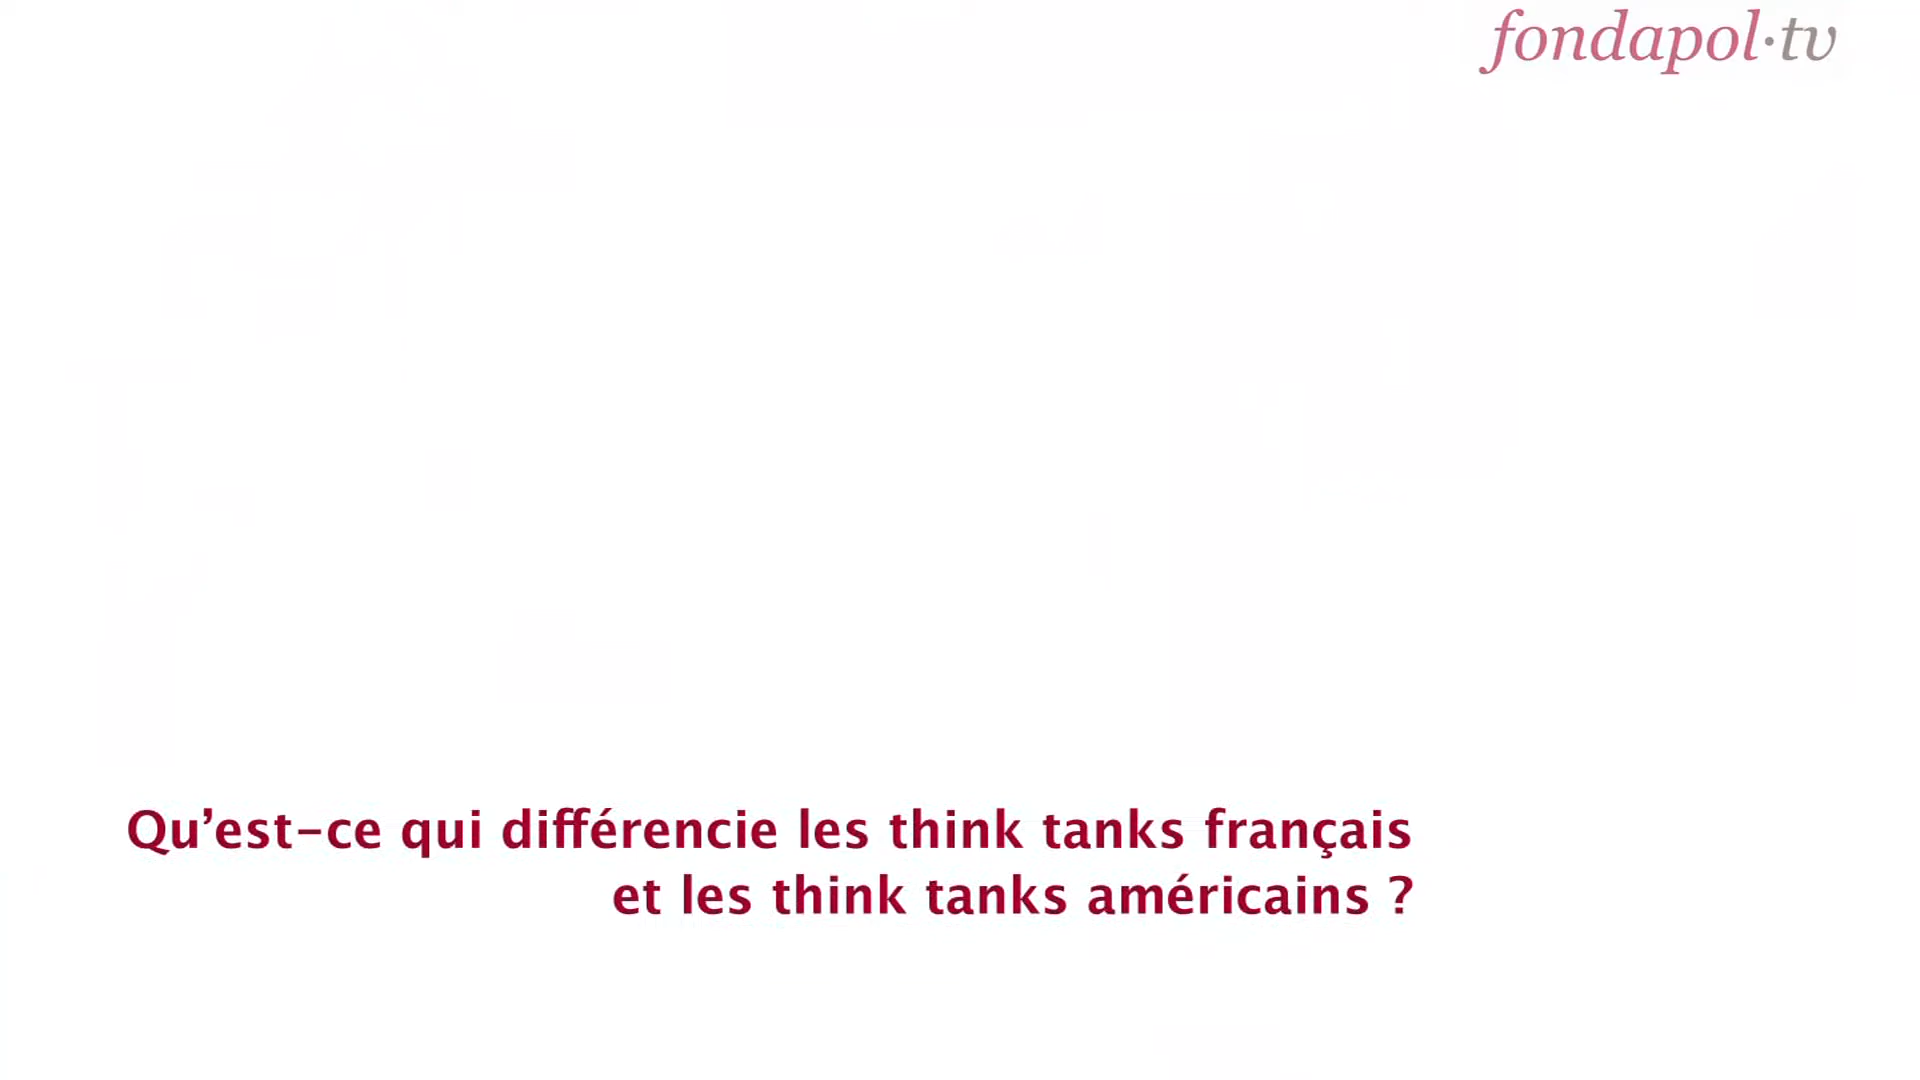 fondapol·tv
Qu’est-ce qui différencie les think tanks français
et les think tanks américains ?